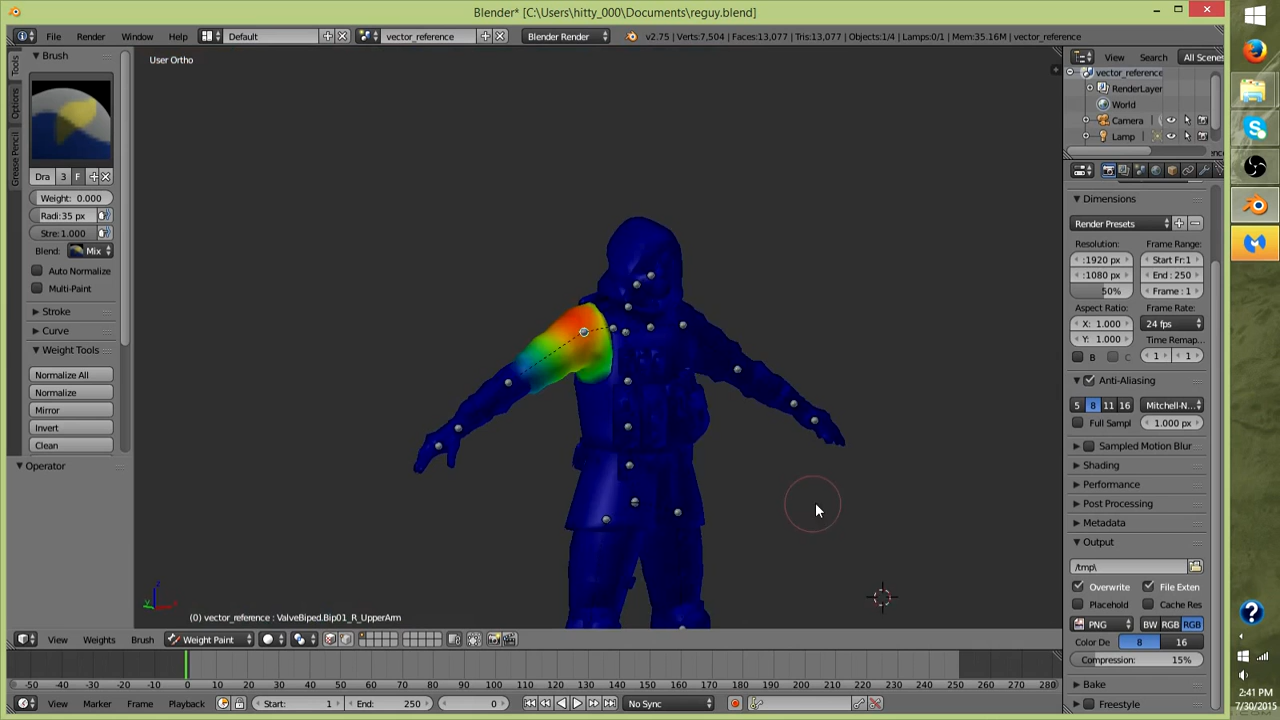 Blender* [C:\Users\hitty_000\Documents\reguy.blend]
File Render Window Help Default vector_reference Blender Render v2.75 | Verts:7,504 | Faces:13,077 | Tris:13,077 | Objects:1/4 | Lamps:0/1 | Mem:35.16M | vector_reference
Tools
Options
Grease Pencil
Brush
Dra 3 F
Weight: 0.000
Radi:35 px
Stre:1.000
Blend: Mix
Auto Normalize
Multi-Paint
Stroke
Curve
Weight Tools
Normalize All
Normalize
Mirror
Invert
Clean
Operator
User Ortho
(0) vector_reference : ValveBiped.Bip01_R_UpperArm
View Weights Brush Weight Paint
-50 -40 -30 -20 -10 0 10 20 30 40 50 60 70 80 90 100 110 120 130 140 150 160 170 180 190 200 210 220 230 240 250 260 270 280
View Marker Frame Playback Start: 1 End: 250 0 No Sync
View Search All Scenes
vector_reference
RenderLayer
World
Camera
Lamp
Dimensions
Render Presets
Resolution: Frame Range:
:1920 px Start Fr:1
:1080 px End : 250
50% Frame : 1
Aspect Ratio: Frame Rate:
X: 1.000 24 fps
Y: 1.000 Time Remap...
B C 1 1
Anti-Aliasing
5 8 11 16 Mitchell-N...
Full Sampl 1.000 px
Sampled Motion Blur
Shading
Performance
Post Processing
Metadata
Output
/tmp\
Overwrite File Exten
Placehold Cache Res
PNG BW RGB RGB
Color De 8 16
Compression: 15%
Bake
Freestyle
2:41 PM
7/30/2015